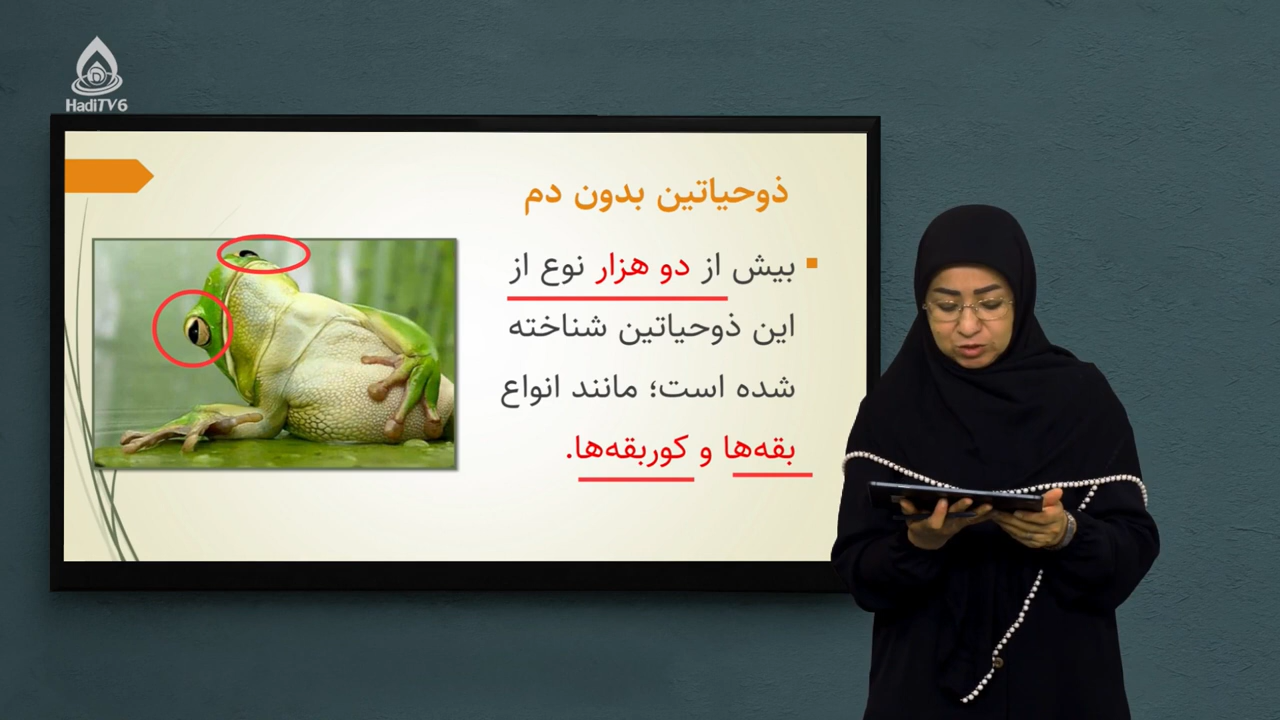 HadiTV6
ذوحیاتین بدون دم
بیش از دو هزار نوع از
این ذوحیاتین شناخته
شده است؛ مانند انواع
بقه‌ها و کوربقه‌ها.